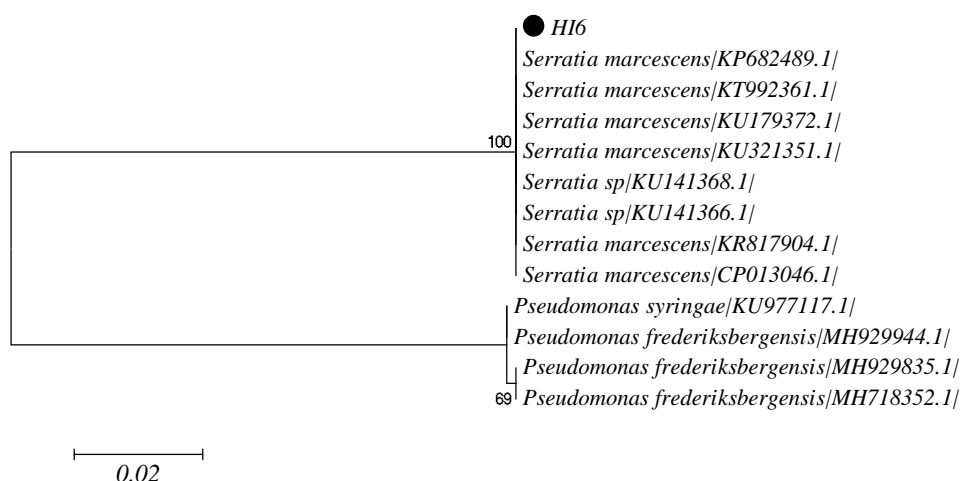 HI6
Serratia marcescens|KP682489.1|
Serratia marcescens|KT992361.1|
Serratia marcescens|KU179372.1|
100
Serratia marcescens|KU321351.1|
Serratia sp|KU141368.1|
Serratia sp|KU141366.1|
Serratia marcescens|KR817904.1|
Serratia marcescens|CP013046.1|
Pseudomonas syringae|KU977117.1|
Pseudomonas frederiksbergensis|MH929944.1|
Pseudomonas frederiksbergensis|MH929835.1|
69
Pseudomonas frederiksbergensis|MH718352.1|
0.02